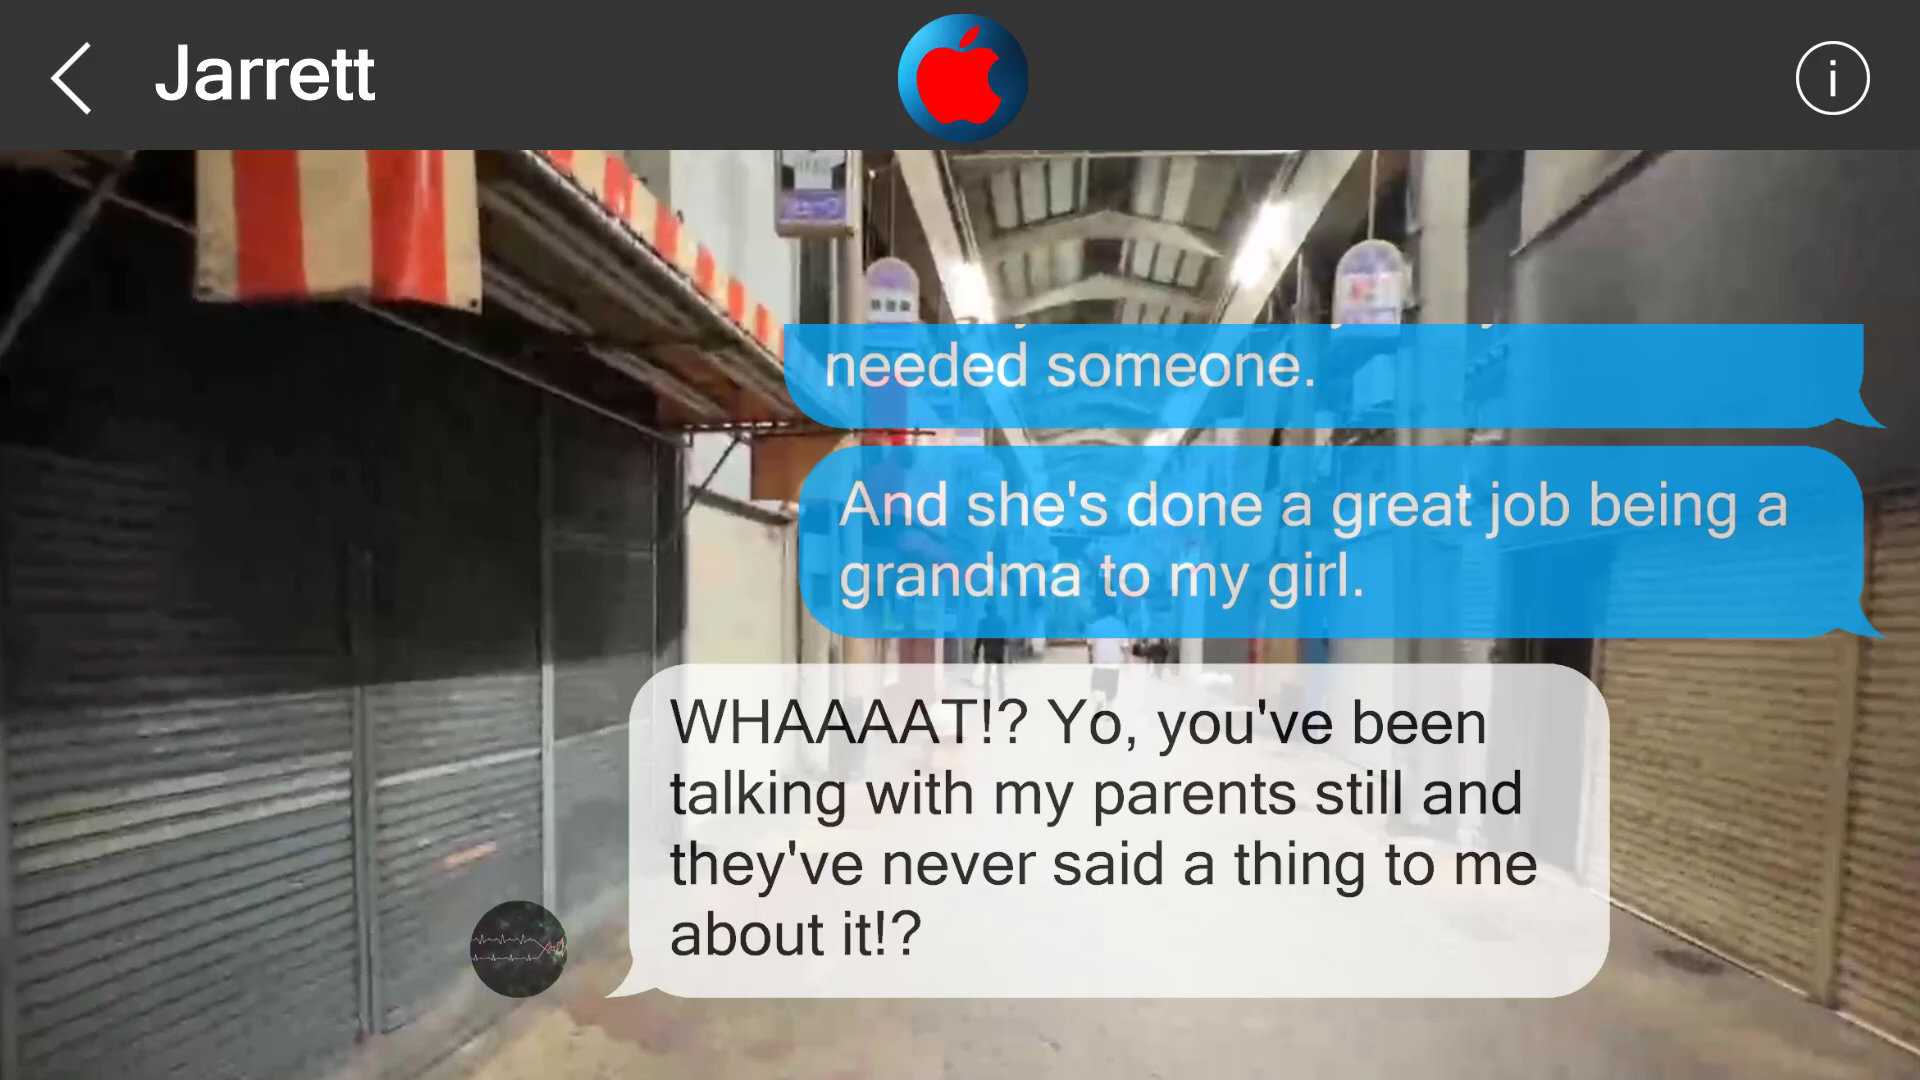 Jarrett
needed someone.
And she's done a great job being a
grandma to my girl.
WHAAAAT!? Yo, you've been
talking with my parents still and
they've never said a thing to me
about it!?